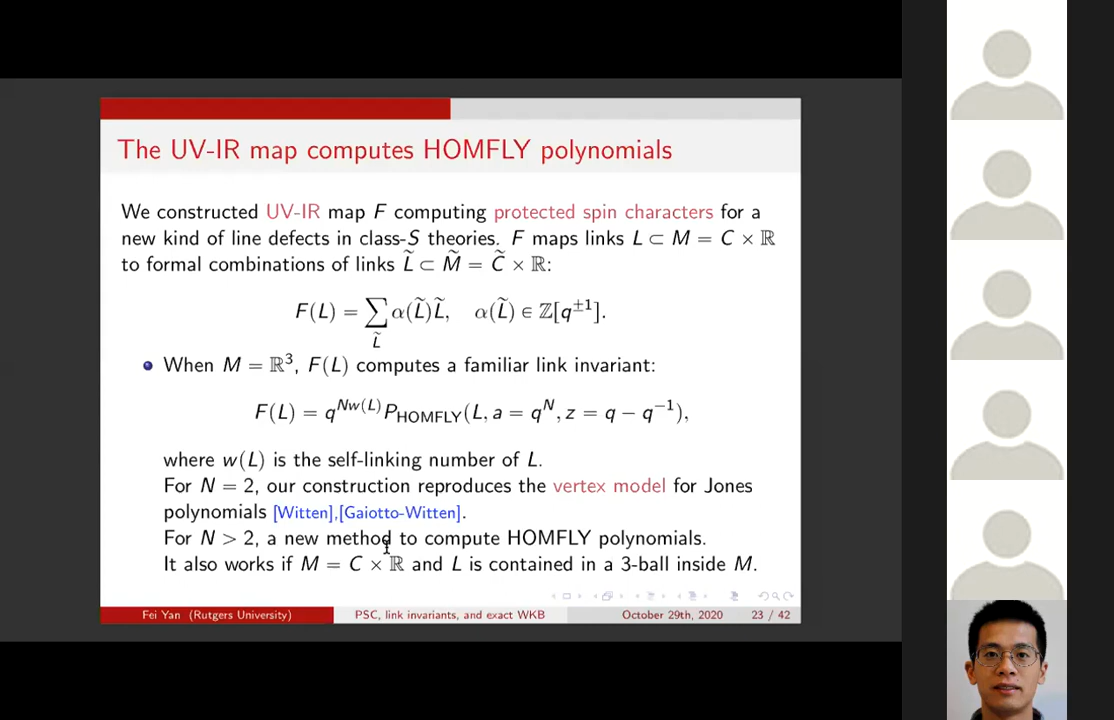 The UV-IR map computes HOMFLY polynomials
We constructed UV-IR map F computing protected spin characters for a
new kind of line defects in class-S theories. F maps links L ⊂ M = C × ℝ
to formal combinations of links L̃ ⊂ M̃ = C̃ × ℝ:
F(L) = ∑_{L̃} α(L̃)L̃, α(L̃) ∈ ℤ[q^{±1}].
When M = ℝ³, F(L) computes a familiar link invariant:
F(L) = q^{Nw(L)} P_{HOMFLY}(L, a = q^N, z = q − q^{−1}),
where w(L) is the self-linking number of L.
For N = 2, our construction reproduces the vertex model for Jones
polynomials [Witten],[Gaiotto-Witten].
For N > 2, a new method to compute HOMFLY polynomials.
It also works if M = C × ℝ and L is contained in a 3-ball inside M.
Fei Yan (Rutgers University) PSC, link invariants, and exact WKB October 29th, 2020 23 / 42